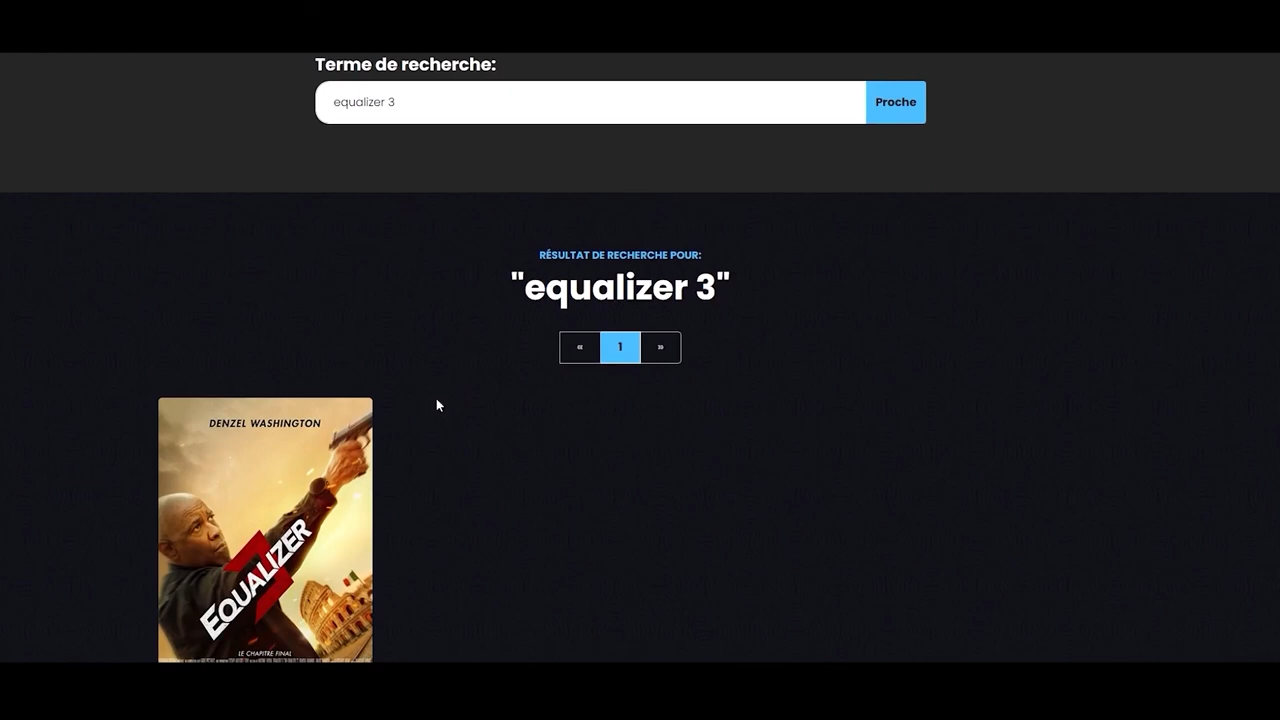 Terme de recherche:
equalizer 3
Proche
RÉSULTAT DE RECHERCHE POUR:
"equalizer 3"
«
1
»
DENZEL WASHINGTON
EQUALIZER
3
LE CHAPITRE FINAL